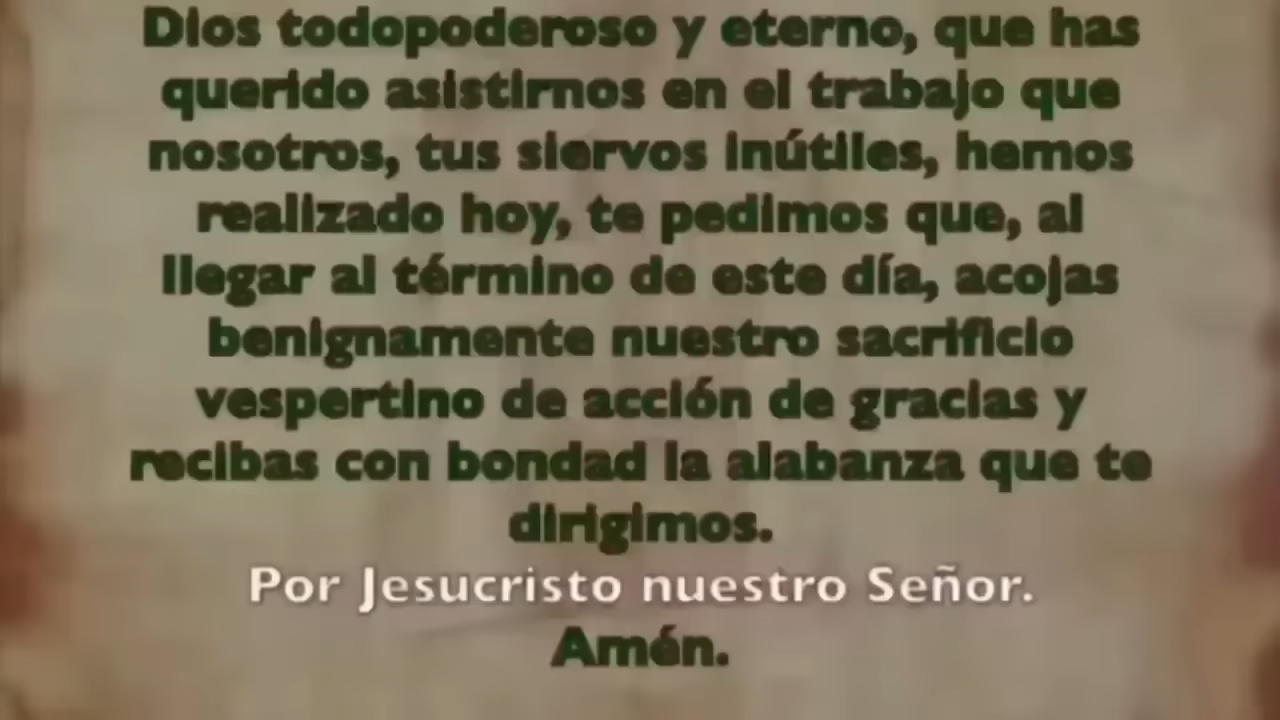 Dios todopoderoso y eterno, que has
querido asistirnos en el trabajo que
nosotros, tus siervos inútiles, hemos
realizado hoy, te pedimos que, al
llegar al término de este día, acojas
benignamente nuestro sacrificio
vespertino de acción de gracias y
recibas con bondad la alabanza que te
dirigimos.
Por Jesucristo nuestro Señor.
Amén.